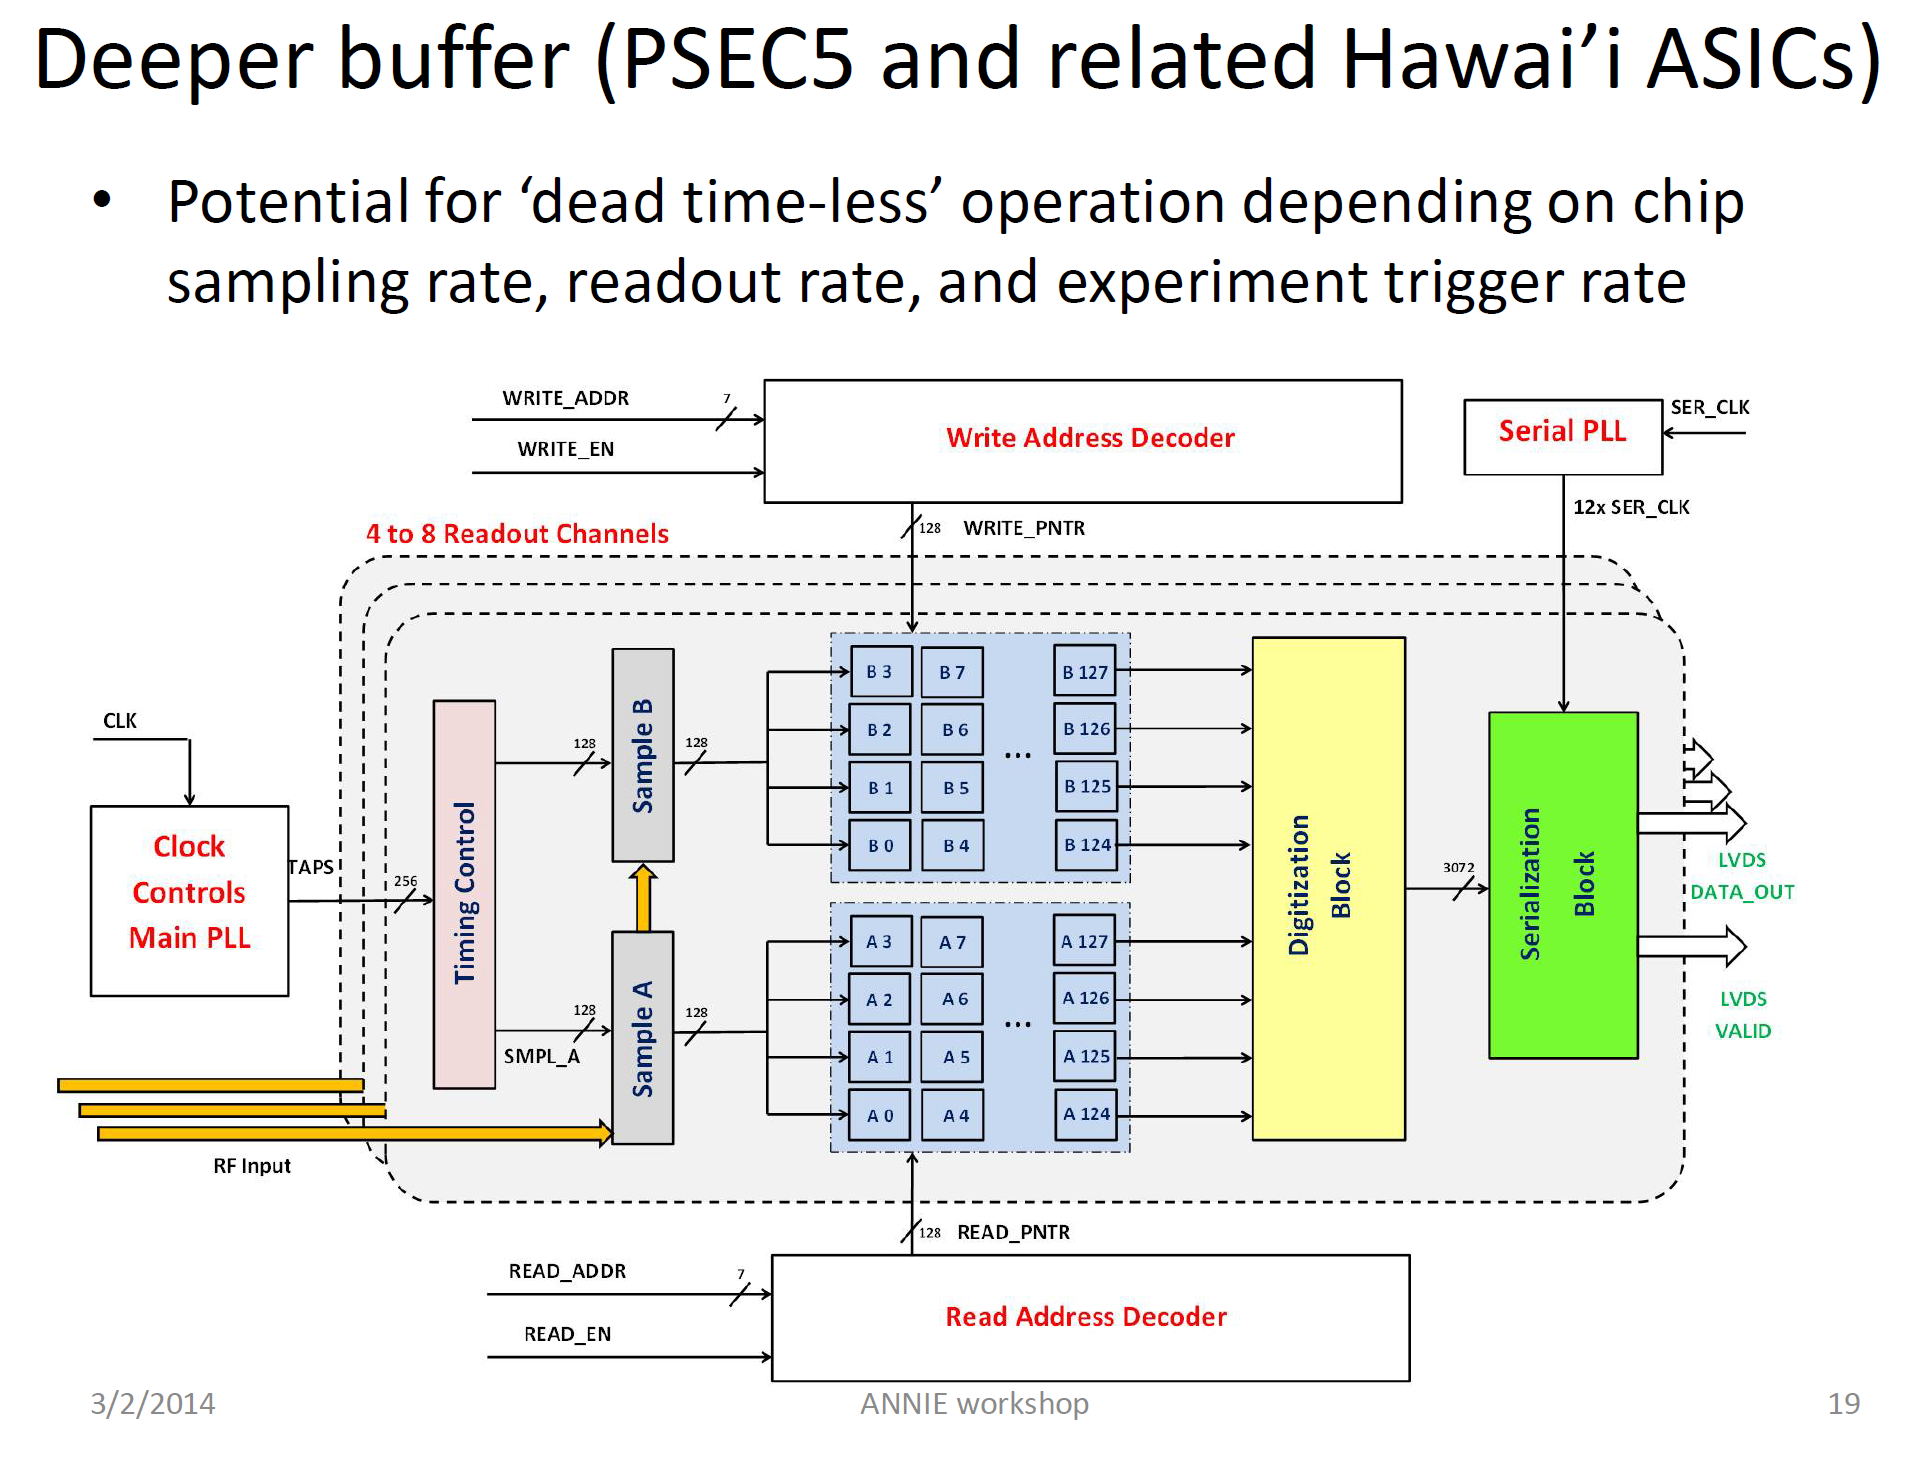 Deeper buffer (PSEC5 and related Hawai’i ASICs)
• Potential for ‘dead time-less’ operation depending on chip
sampling rate, readout rate, and experiment trigger rate
WRITE_ADDR
7
WRITE_EN
Write Address Decoder
Serial PLL
SER_CLK
12x SER_CLK
128
WRITE_PNTR
4 to 8 Readout Channels
CLK
Clock
Controls
Main PLL
TAPS
256
Timing Control
128
Sample B
128
B 3
B 7
B 127
B 2
B 6
B 126
...
B 1
B 5
B 125
B 0
B 4
B 124
128
SMPL_A
Sample A
128
A 3
A 7
A 127
A 2
A 6
A 126
...
A 1
A 5
A 125
A 0
A 4
A 124
Digitization
Block
3072
Serialization
Block
LVDS
DATA_OUT
LVDS
VALID
RF Input
128
READ_PNTR
READ_ADDR
7
READ_EN
Read Address Decoder
3/2/2014
ANNIE workshop
19